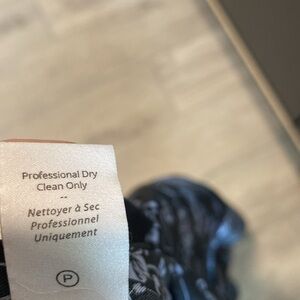 Professional Dry
Clean Only
--
Nettoyer à Sec
Professionnel
Uniquement
P